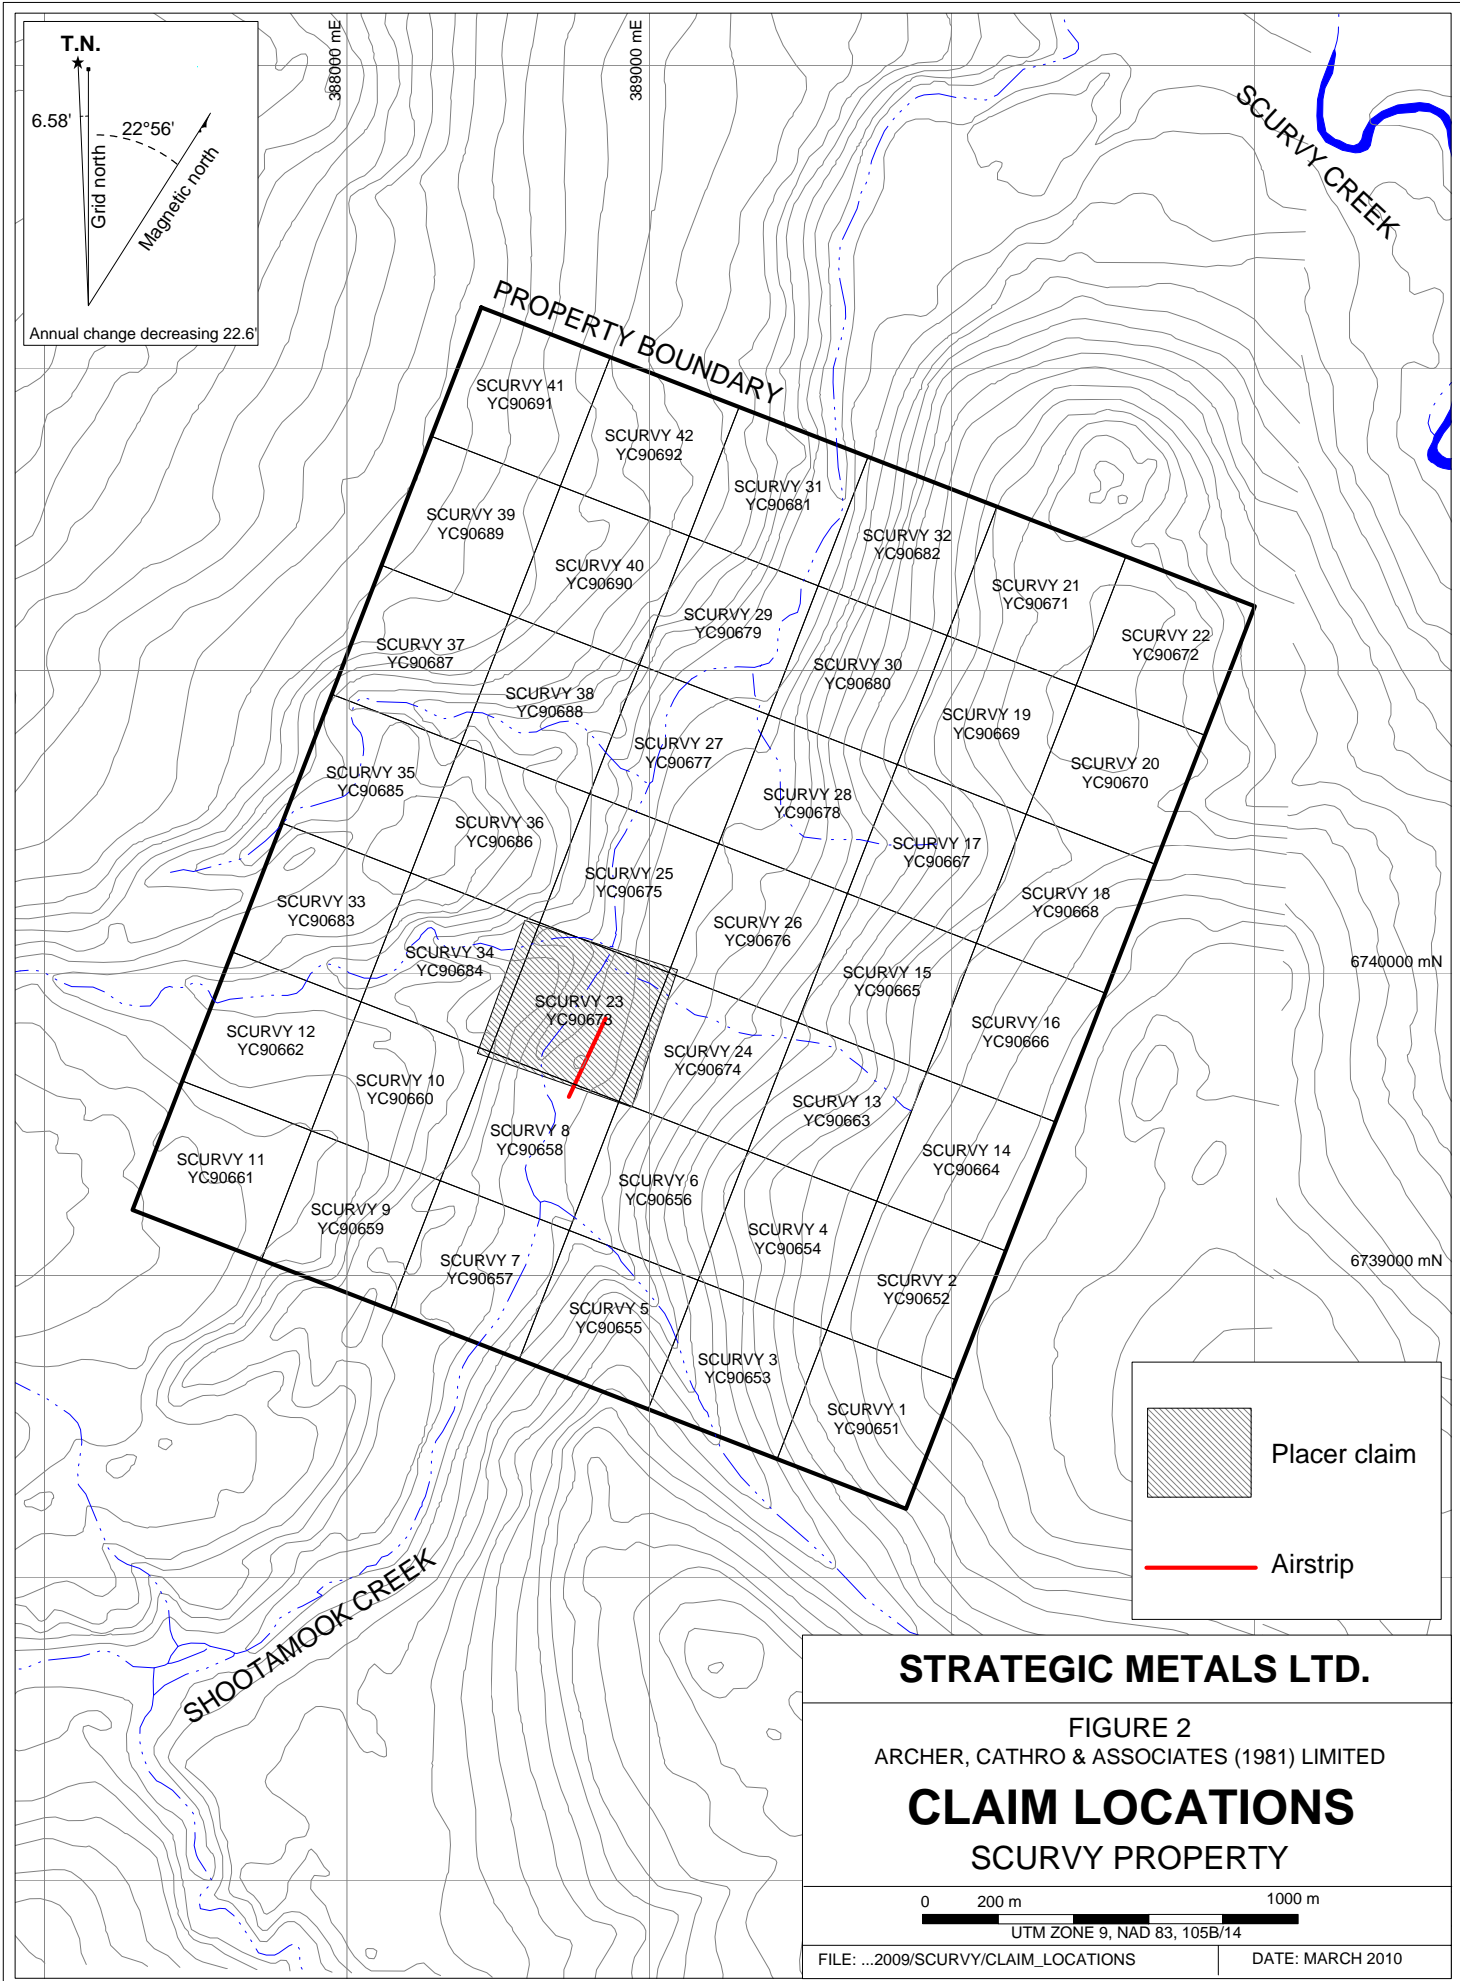 T.N.
6.58'
22°56'
Grid north
Magnetic north
Annual change decreasing 22.6'
388000 mE
389000 mE
SCURVY CREEK
PROPERTY BOUNDARY
SCURVY 41
YC90691
SCURVY 42
YC90692
SCURVY 31
YC90681
SCURVY 32
YC90682
SCURVY 21
YC90671
SCURVY 22
YC90672
SCURVY 39
YC90689
SCURVY 40
YC90690
SCURVY 29
YC90679
SCURVY 30
YC90680
SCURVY 19
YC90669
SCURVY 20
YC90670
SCURVY 37
YC90687
SCURVY 38
YC90688
SCURVY 27
YC90677
SCURVY 28
YC90678
SCURVY 17
YC90667
SCURVY 18
YC90668
SCURVY 35
YC90685
SCURVY 36
YC90686
SCURVY 25
YC90675
SCURVY 26
YC90676
SCURVY 15
YC90665
SCURVY 16
YC90666
SCURVY 33
YC90683
SCURVY 34
YC90684
SCURVY 23
YC90673
SCURVY 24
YC90674
SCURVY 13
YC90663
SCURVY 14
YC90664
SCURVY 12
YC90662
SCURVY 10
YC90660
SCURVY 8
YC90658
SCURVY 6
YC90656
SCURVY 4
YC90654
SCURVY 2
YC90652
SCURVY 11
YC90661
SCURVY 9
YC90659
SCURVY 7
YC90657
SCURVY 5
YC90655
SCURVY 3
YC90653
SCURVY 1
YC90651
6740000 mN
6739000 mN
SHOOTAMOOK CREEK
Placer claim
Airstrip
STRATEGIC METALS LTD.
FIGURE 2
ARCHER, CATHRO & ASSOCIATES (1981) LIMITED
CLAIM LOCATIONS
SCURVY PROPERTY
0 200 m 1000 m
UTM ZONE 9, NAD 83, 105B/14
FILE: ...2009/SCURVY/CLAIM_LOCATIONS
DATE: MARCH 2010